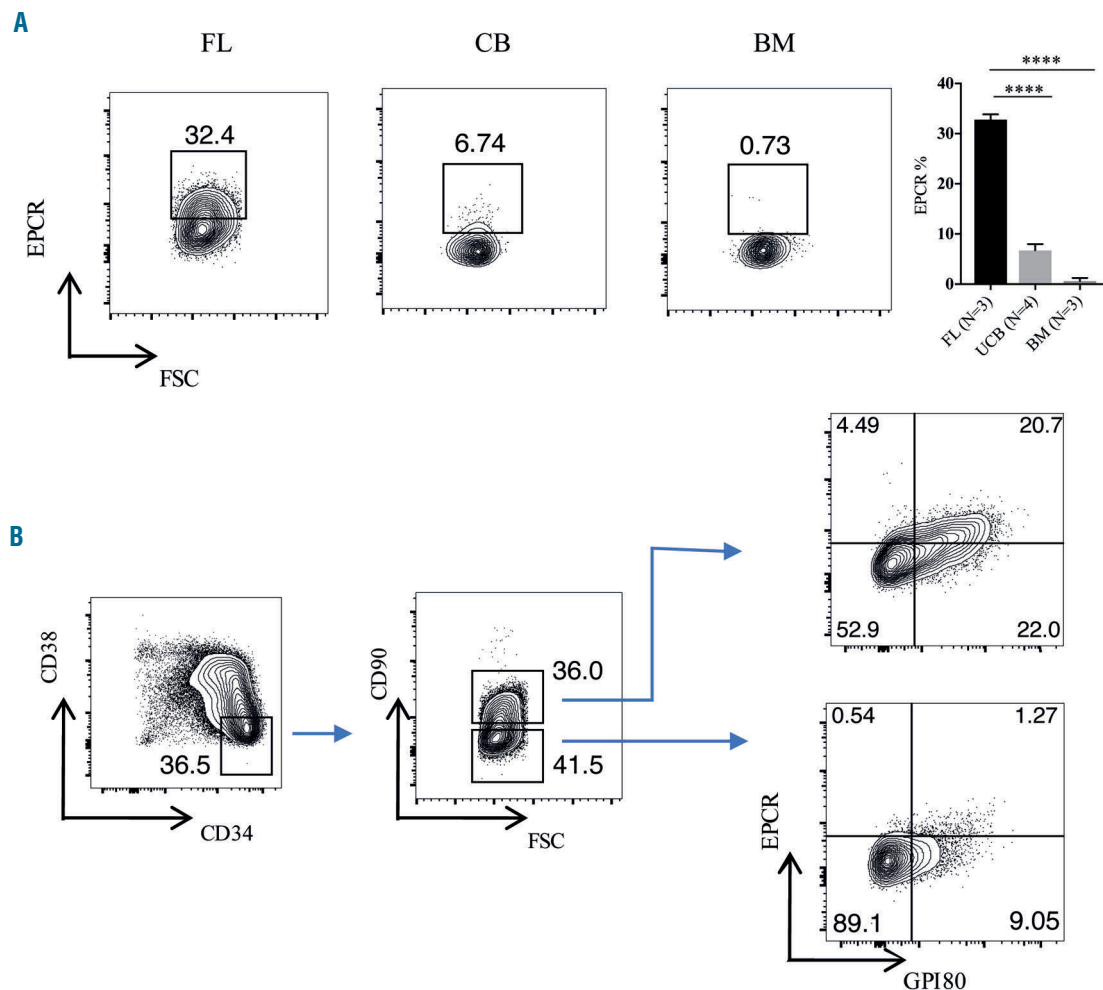 A
FL
CB
BM
32.4
6.74
0.73
EPCR
FSC
****
****
40
30
20
10
0
EPCR %
FL (N=3)
UCB (N=4)
BM (N=3)
B
CD38
36.5
CD34
CD90
36.0
41.5
FSC
4.49
20.7
52.9
22.0
0.54
1.27
EPCR
89.1
9.05
GPI80